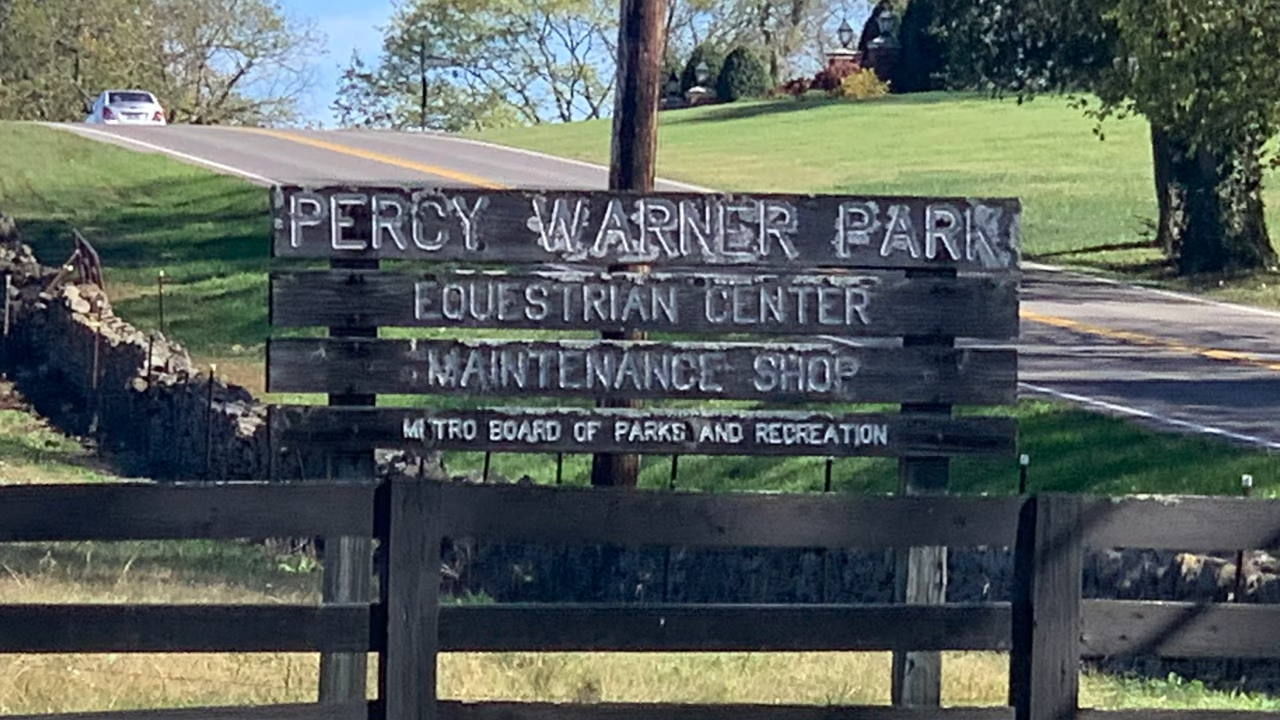 PERCY WARNER PARK
EQUESTRIAN CENTER
MAINTENANCE SHOP
METRO BOARD OF PARKS AND RECREATION